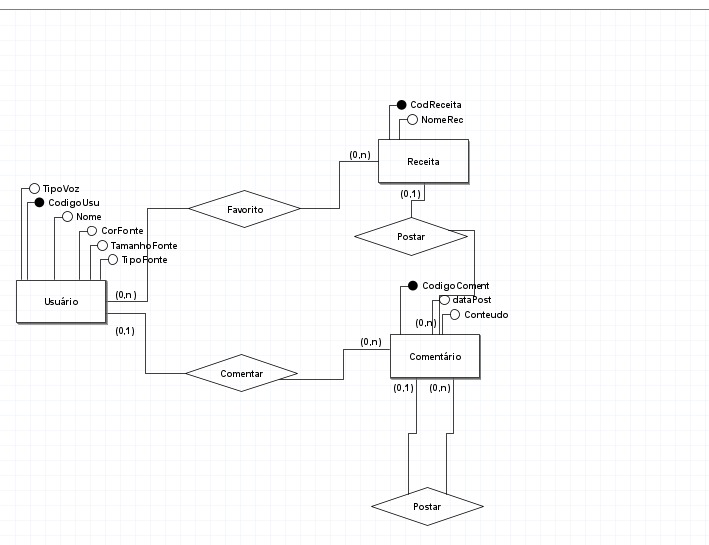 CodReceita
NomeRec
(0,n)
Receita
TipoVoz
CodigoUsu
Nome
CorFonte
TamanhoFonte
TipoFonte
(0,1)
Favorito
Postar
CodigoComent
dataPost
Conteudo
(0,n)
Usuário
(0,n)
(0,1)
(0,n)
Comentário
Comentar
(0,1)
(0,n)
Postar